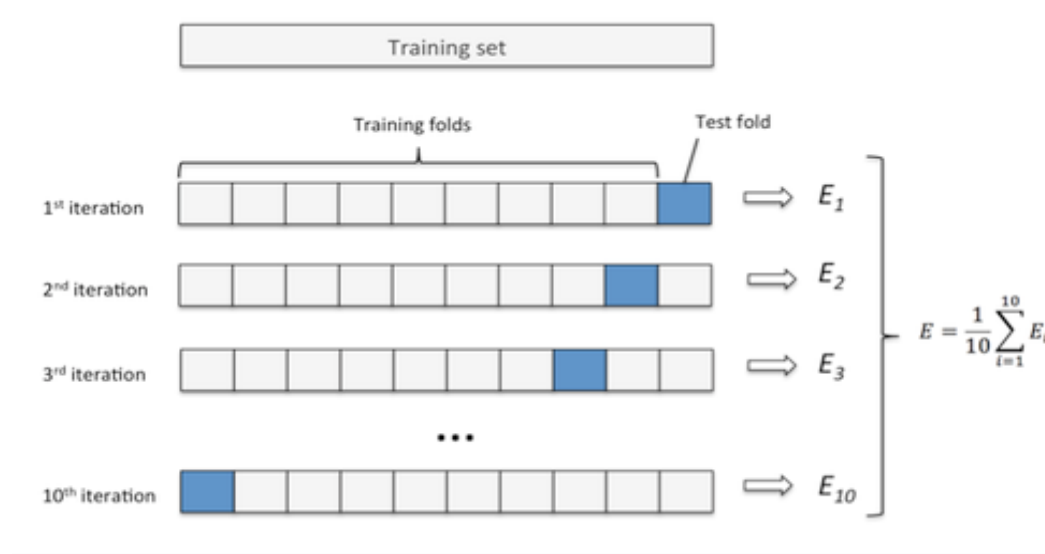 Training set
Training folds
Test fold
1st iteration
E1
2nd iteration
E2
3rd iteration
E3
E = 1/10 ∑_{i=1}^{10} E
...
10th iteration
E10